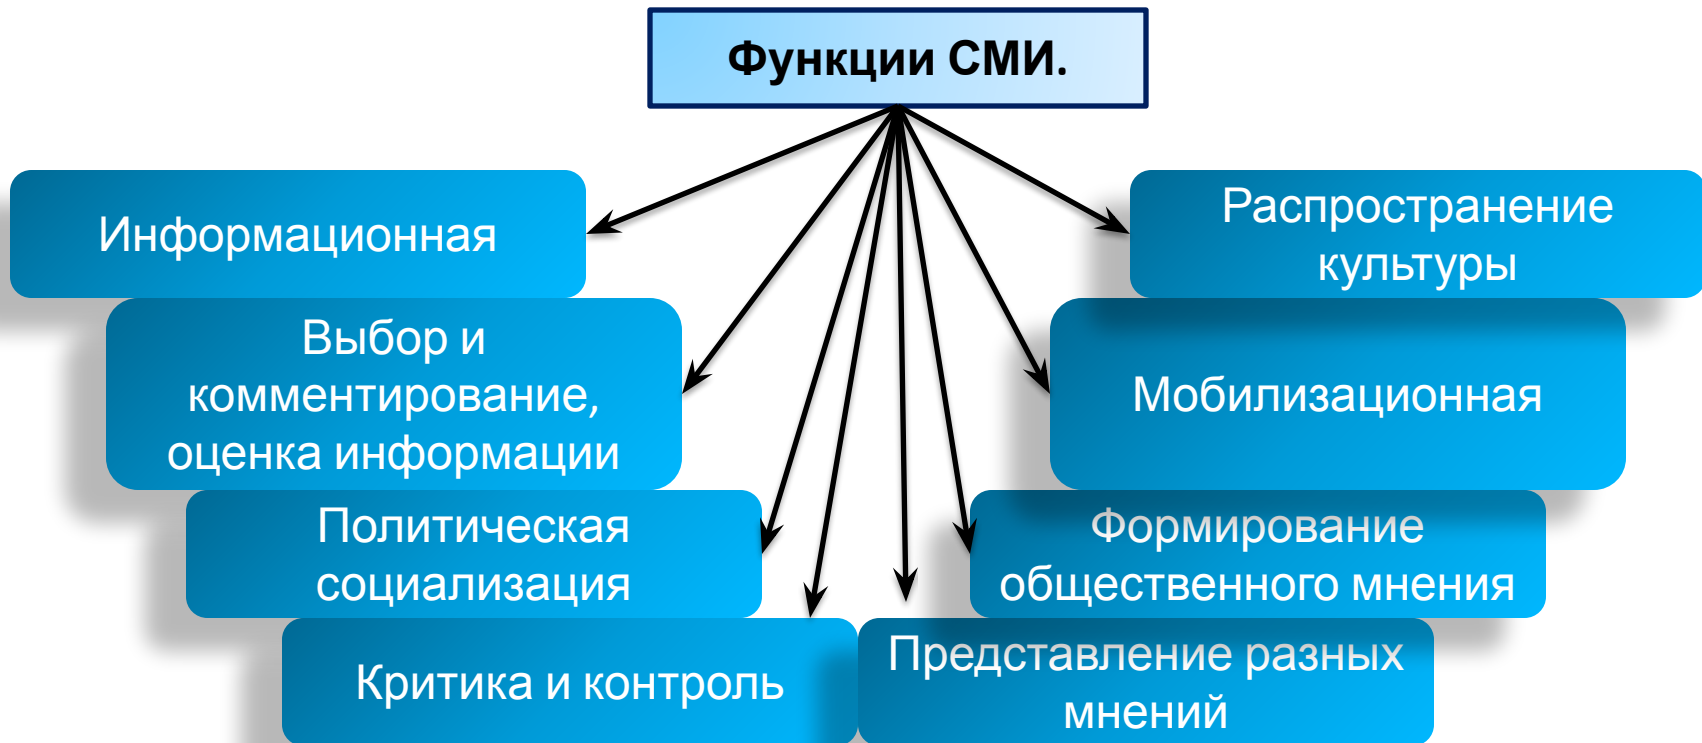 Функции СМИ.
Информационная
Выбор и
комментирование,
оценка информации
Политическая
социализация
Критика и контроль
Распространение
культуры
Мобилизационная
Формирование
общественного мнения
Представление разных
мнений